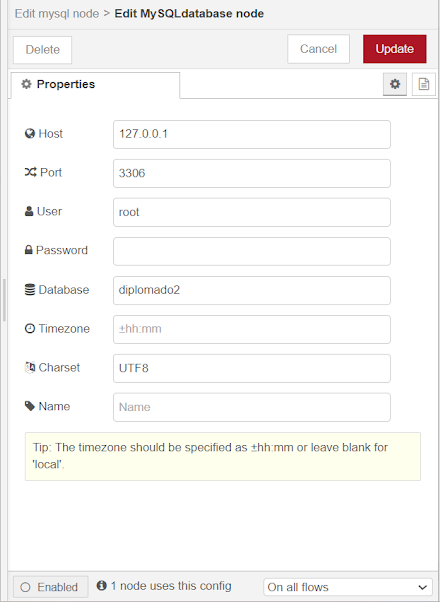 Edit mysql node > Edit MySQLdatabase node
Delete
Cancel
Update
Properties
Host
127.0.0.1
Port
3306
User
root
Password
Database
diplomado2
Timezone
±hh:mm
Charset
UTF8
Name
Name
Tip: The timezone should be specified as ±hh:mm or leave blank for
'local'.
Enabled
1 node uses this config
On all flows